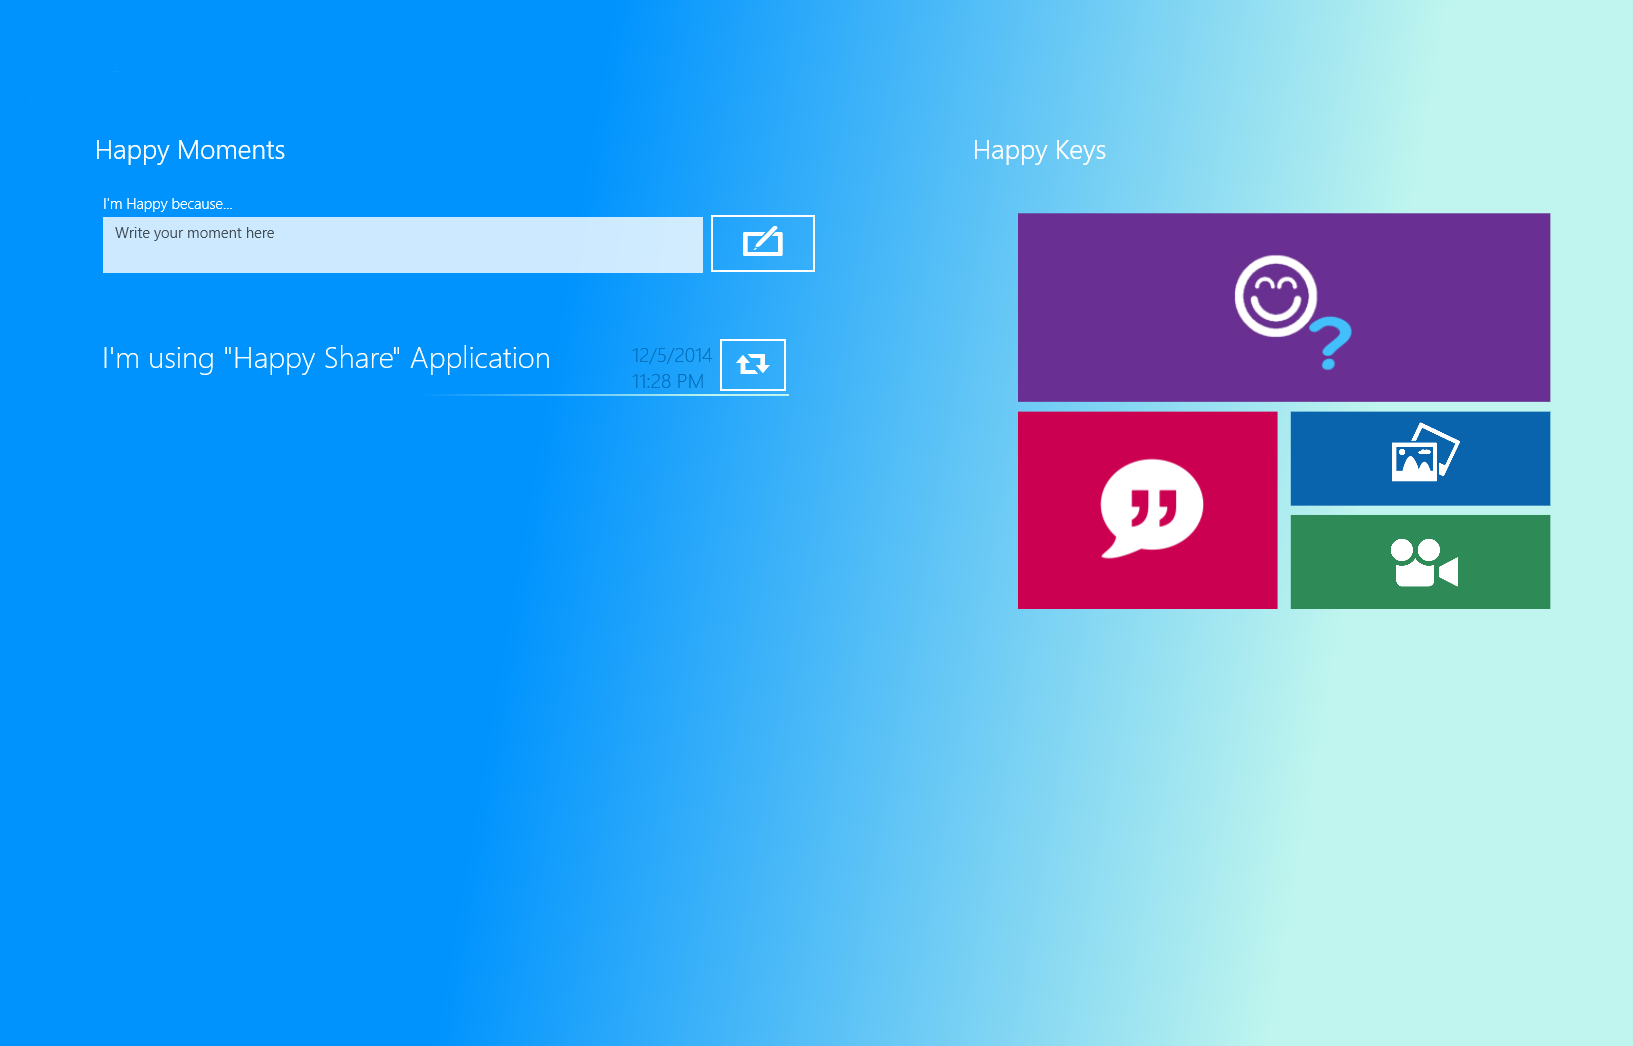 Happy Moments
I'm Happy because...
Write your moment here
I'm using "Happy Share" Application
12/5/2014
11:28 PM
Happy Keys
?